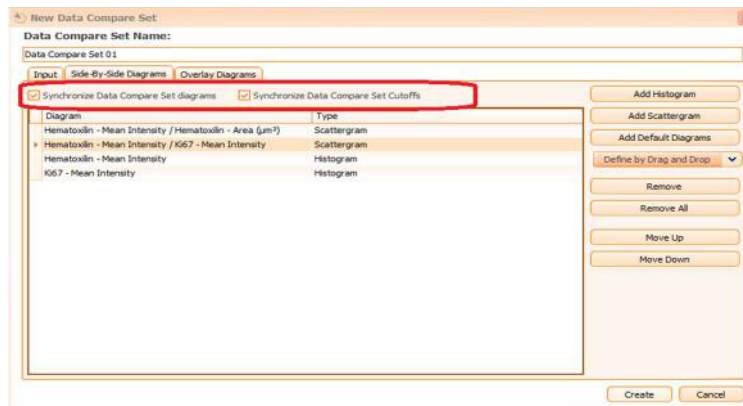 New Data Compare Set
Data Compare Set Name:
Data Compare Set 01
Input Side-By-Side Diagrams Overlay Diagrams
Synchronize Data Compare Set diagrams Synchronize Data Compare Set Cutoffs
Diagram Type
Hematoxilin - Mean Intensity / Hematoxilin - Area (µm²) Scattergram
Hematoxilin - Mean Intensity / Ki67 - Mean Intensity Scattergram
Hematoxilin - Mean Intensity Histogram
Ki67 - Mean Intensity Histogram
Add Histogram
Add Scattergram
Add Default Diagrams
Define by Drag and Drop
Remove
Remove All
Move Up
Move Down
Create Cancel